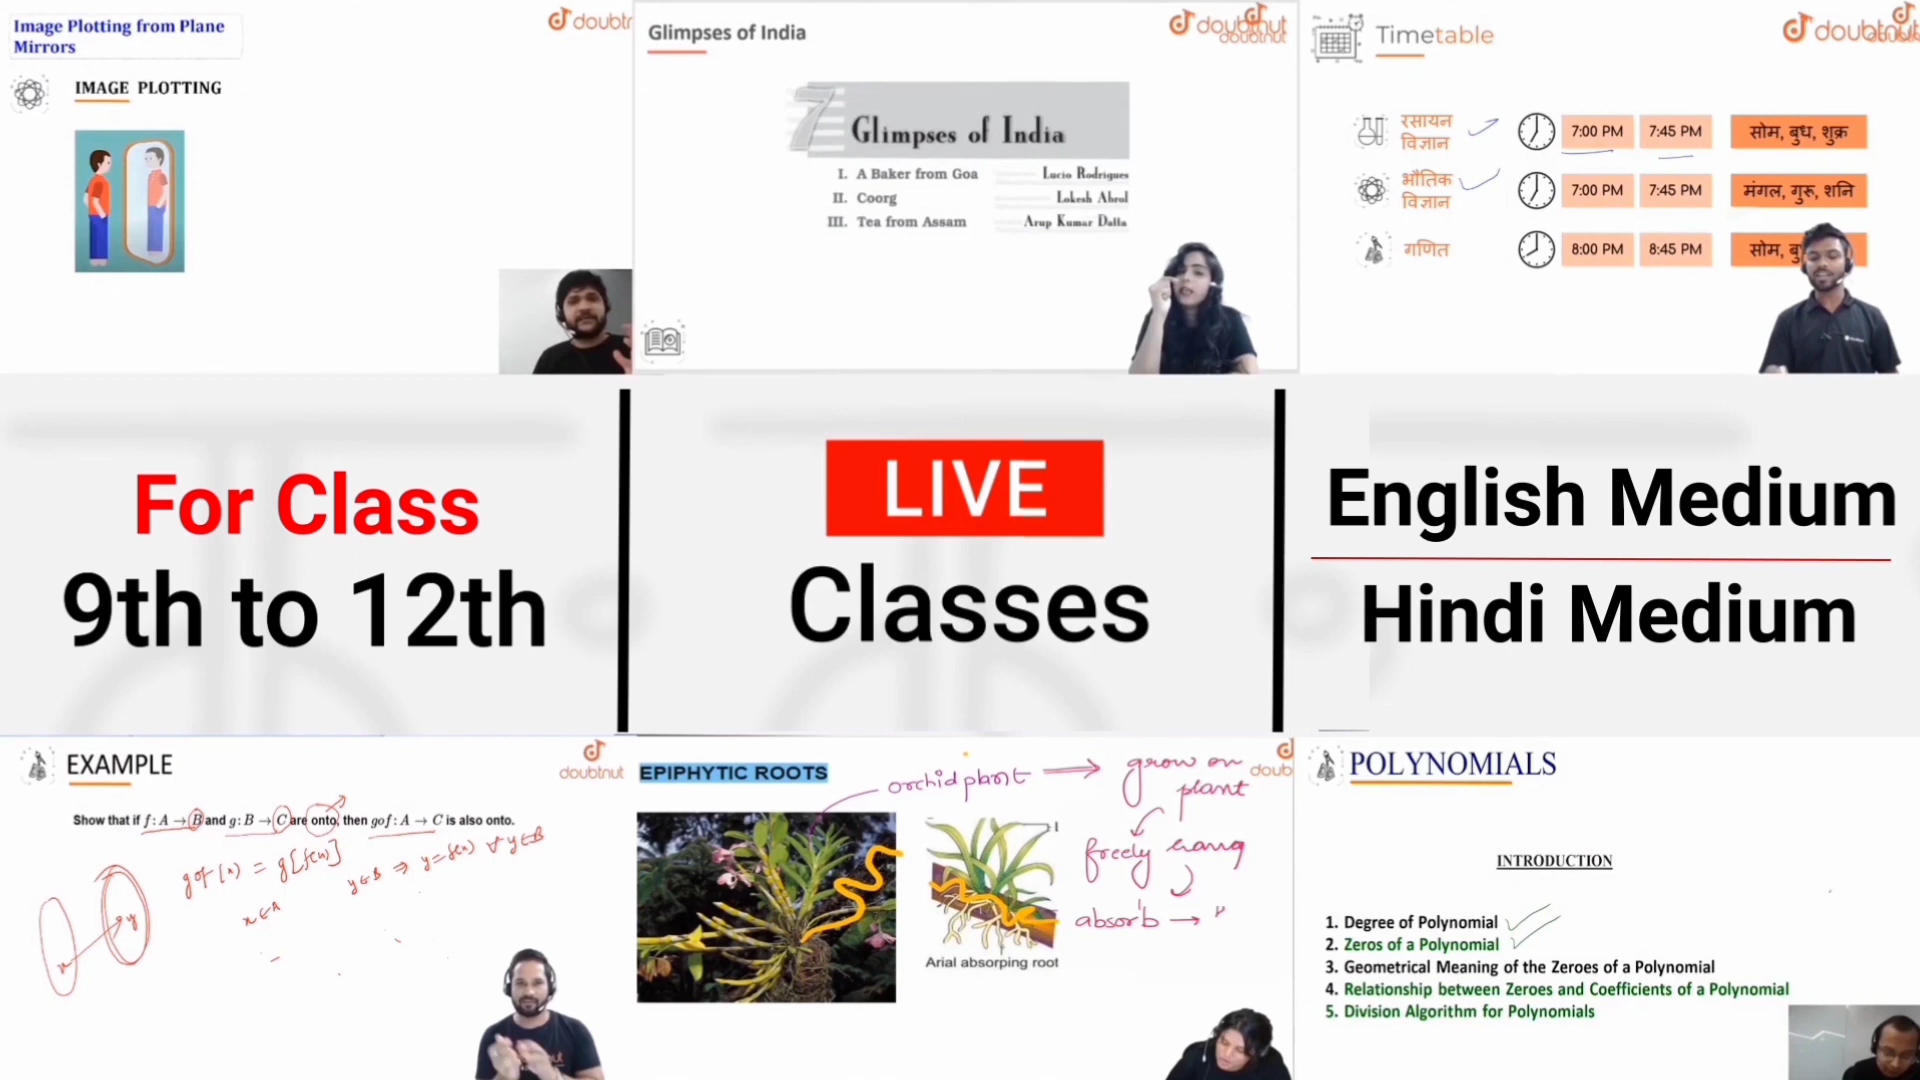 Image Plotting from Plane
Mirrors
IMAGE PLOTTING
Glimpses of India
doubtnut
doubtnut
7
Glimpses of India
I. A Baker from Goa Lucio Rodrigues
II. Coorg Lokesh Abrol
III. Tea from Assam Arup Kumar Datta
Timetable
रसायन
विज्ञान
7:00 PM 7:45 PM सोम, बुध, शुक्र
भौतिक
विज्ञान
7:00 PM 7:45 PM मंगल, गुरु, शनि
गणित 8:00 PM 8:45 PM सोम,
For Class
9th to 12th
LIVE
Classes
English Medium
Hindi Medium
EXAMPLE
doubtnut
Show that if f : A → B and g : B → C are onto, then gof : A → C is also onto.
gof(x) = g[f(x)]
x∈A
y∈B ⇒ y=f(x) ∀ y∈B
x
y
EPIPHYTIC ROOTS
doub
orchid plant → grow on
plant
freely hang
absorb →
Arial absorping root
POLYNOMIALS
INTRODUCTION
1. Degree of Polynomial
2. Zeros of a Polynomial
3. Geometrical Meaning of the Zeroes of a Polynomial
4. Relationship between Zeroes and Coefficients of a Polynomial
5. Division Algorithm for Polynomials